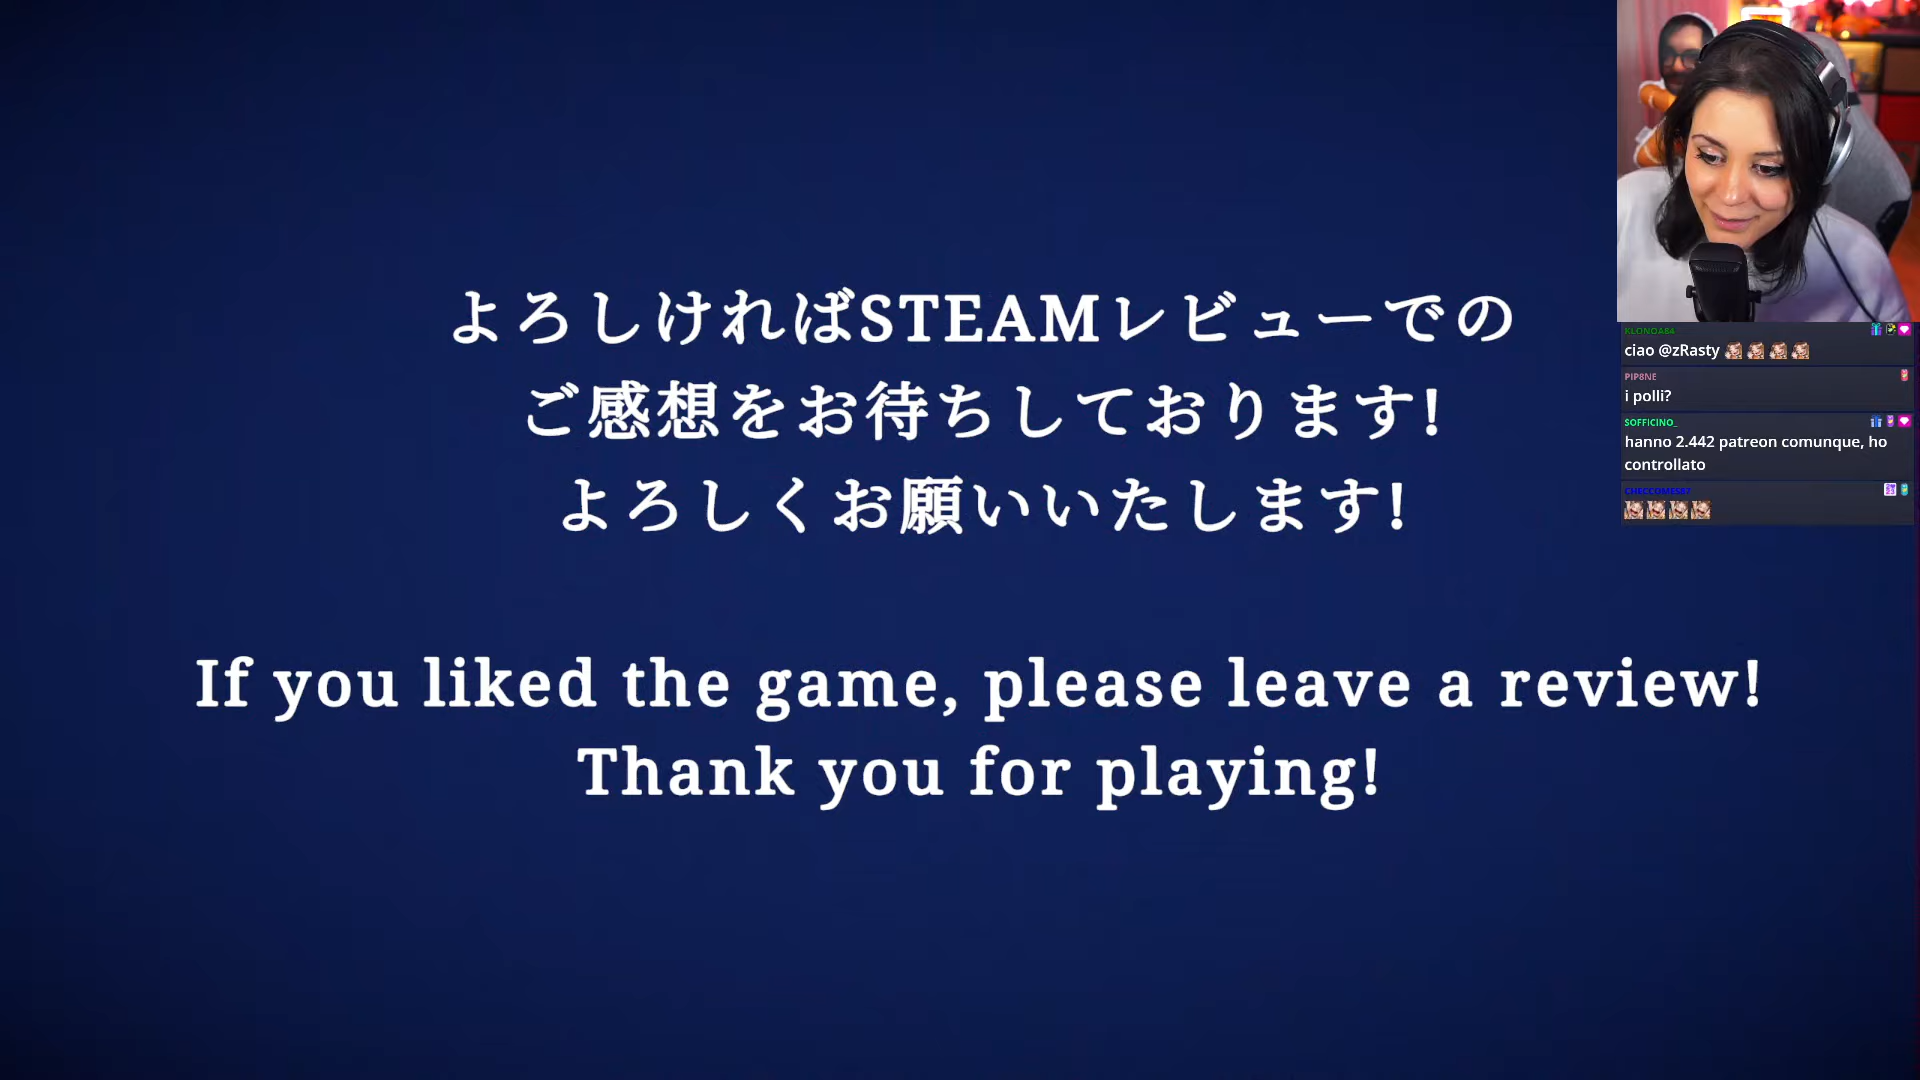 よろしければSTEAMレビューでの
ご感想をお待ちしております!
よろしくお願いいたします!
If you liked the game, please leave a review!
Thank you for playing!
KLONOA84
ciao @zRasty
PIP8NE
i polli?
SOFFICINO_
hanno 2.442 patreon comunque, ho
controllato